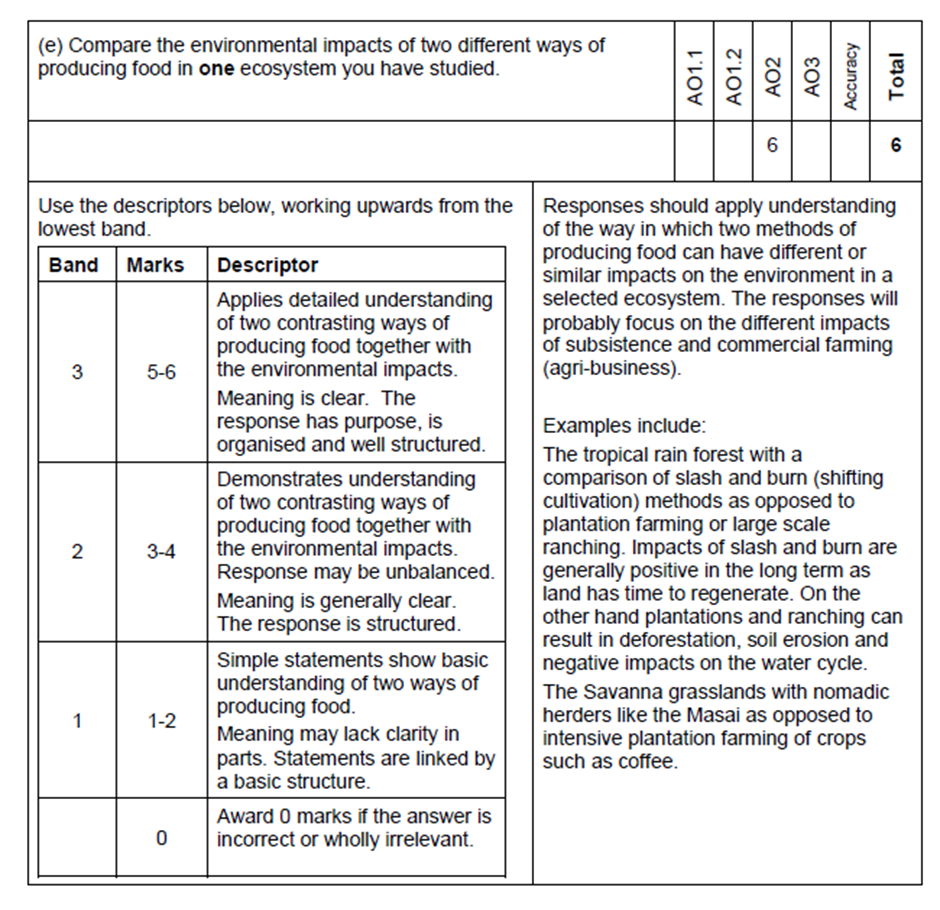 (e) Compare the environmental impacts of two different ways of
producing food in one ecosystem you have studied.
AO1.1
AO1.2
AO2
AO3
Accuracy
Total
6
6
Use the descriptors below, working upwards from the
lowest band.
Band
Marks
Descriptor
3
5-6
Applies detailed understanding
of two contrasting ways of
producing food together with
the environmental impacts.
Meaning is clear. The
response has purpose, is
organised and well structured.
2
3-4
Demonstrates understanding
of two contrasting ways of
producing food together with
the environmental impacts.
Response may be unbalanced.
Meaning is generally clear.
The response is structured.
1
1-2
Simple statements show basic
understanding of two ways of
producing food.
Meaning may lack clarity in
parts. Statements are linked by
a basic structure.
0
Award 0 marks if the answer is
incorrect or wholly irrelevant.
Responses should apply understanding
of the way in which two methods of
producing food can have different or
similar impacts on the environment in a
selected ecosystem. The responses will
probably focus on the different impacts
of subsistence and commercial farming
(agri-business).
Examples include:
The tropical rain forest with a
comparison of slash and burn (shifting
cultivation) methods as opposed to
plantation farming or large scale
ranching. Impacts of slash and burn are
generally positive in the long term as
land has time to regenerate. On the
other hand plantations and ranching can
result in deforestation, soil erosion and
negative impacts on the water cycle.
The Savanna grasslands with nomadic
herders like the Masai as opposed to
intensive plantation farming of crops
such as coffee.